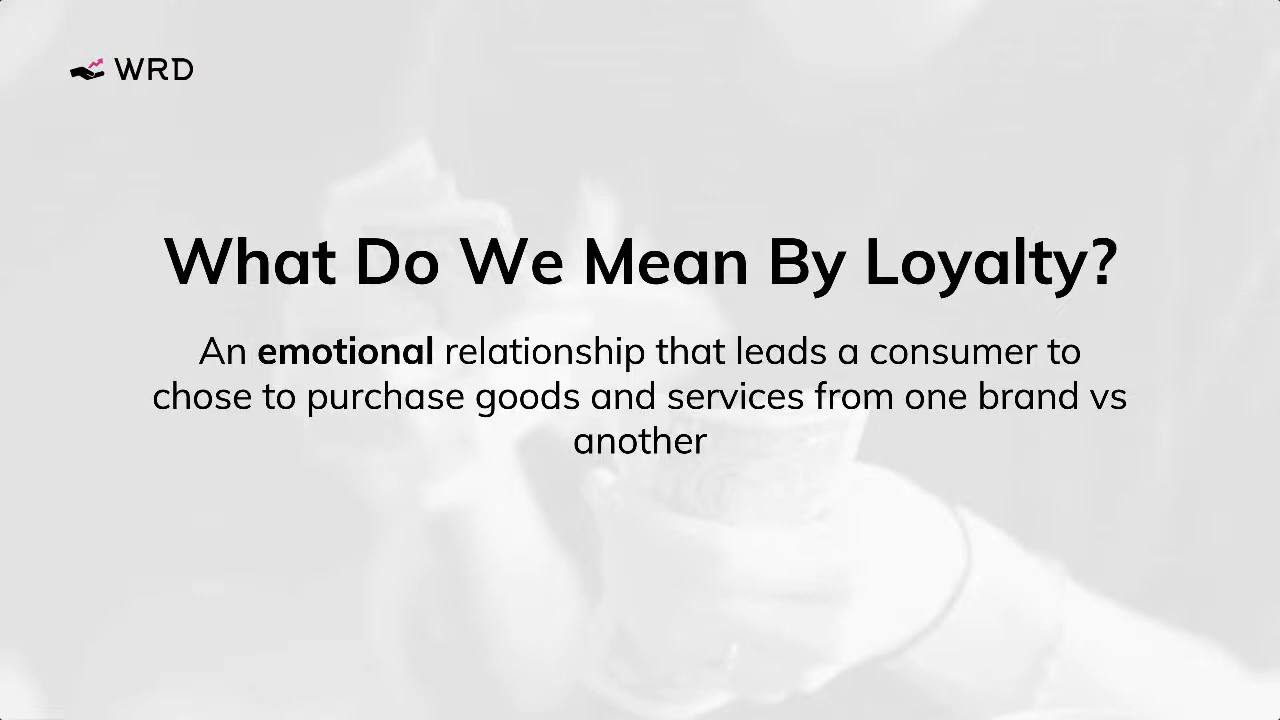 WRD
What Do We Mean By Loyalty?
An emotional relationship that leads a consumer to
chose to purchase goods and services from one brand vs
another